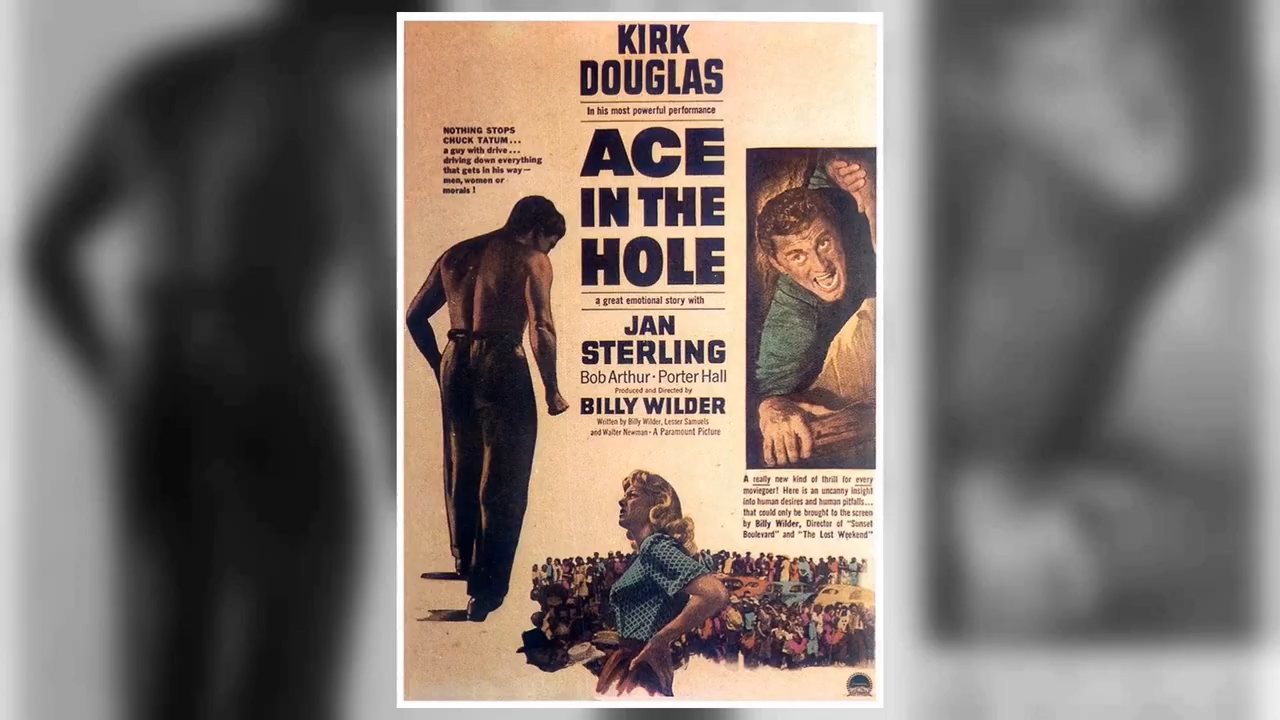 KIRK
DOUGLAS
In his most powerful performance
NOTHING STOPS
CHUCK TATUM...
a guy with drive...
driving down everything
that gets in his way—
men, women or
morals!
ACE
IN THE
HOLE
a great emotional story with
JAN
STERLING
Bob Arthur · Porter Hall
Produced and Directed by
BILLY WILDER
Written by Billy Wilder, Lesser Samuels
and Walter Newman · A Paramount Picture
A really new kind of thrill for every
moviegoer! Here is an uncanny insight
into human desires and human pitfalls...
that could only be brought to the screen
by Billy Wilder, Director of "Sunset
Boulevard" and "The Lost Weekend"